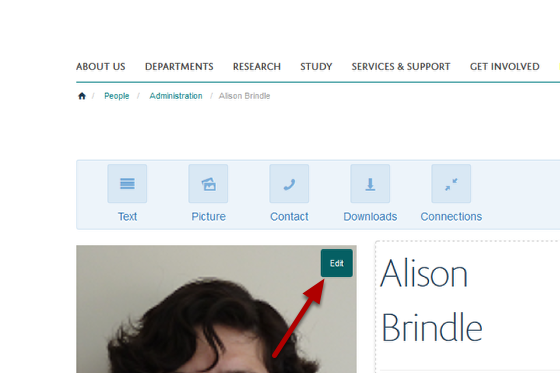 ABOUT US DEPARTMENTS RESEARCH STUDY SERVICES & SUPPORT GET INVOLVED
/ People / Administration / Alison Brindle
Text Picture Contact Downloads Connections
Edit
Alison
Brindle